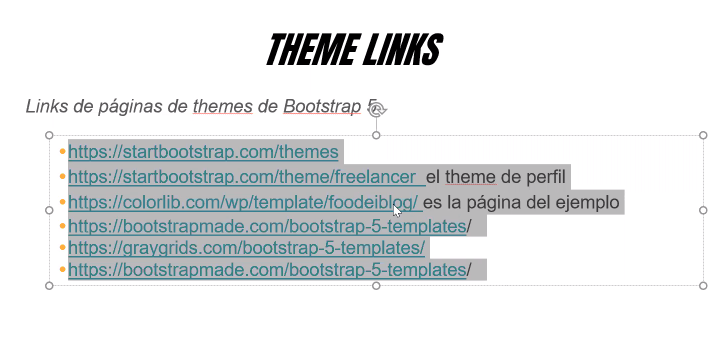 THEME LINKS
Links de páginas de themes de Bootstrap 5
•https://startbootstrap.com/themes
•https://startbootstrap.com/theme/freelancer el theme de perfil
•https://colorlib.com/wp/template/foodeiblog/ es la página del ejemplo
•https://bootstrapmade.com/bootstrap-5-templates/
•https://graygrids.com/bootstrap-5-templates/
•https://bootstrapmade.com/bootstrap-5-templates/